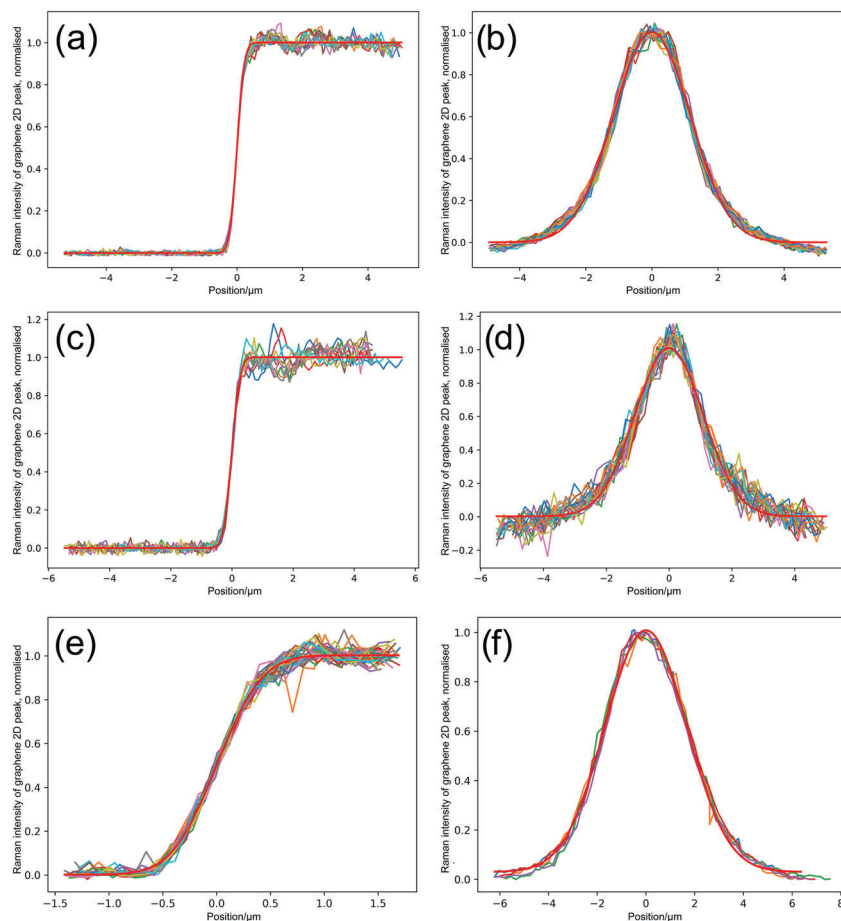 (a)
Raman intensity of graphene 2D peak, normalised
1.0
0.8
0.6
0.4
0.2
0.0
−4 −2 0 2 4
Position/µm
(b)
Raman intensity of graphene 2D peak, normalised
1.0
0.8
0.6
0.4
0.2
0.0
−4 −2 0 2 4
Position/µm
(c)
Raman intensity of graphene 2D peak, normalised
1.2
1.0
0.8
0.6
0.4
0.2
0.0
−6 −4 −2 0 2 4 6
Position/µm
(d)
Raman intensity of graphene 2D peak, normalised
1.2
1.0
0.8
0.6
0.4
0.2
0.0
−0.2
−6 −4 −2 0 2 4
Position/µm
(e)
Raman intensity of graphene 2D peak, normalised
1.2
1.0
0.8
0.6
0.4
0.2
0.0
−1.5 −1.0 −0.5 0.0 0.5 1.0 1.5
Position/µm
(f)
Raman intensity of graphene 2D peak, normalised
1.0
0.8
0.6
0.4
0.2
0.0
−6 −4 −2 0 2 4 6 8
Position/µm